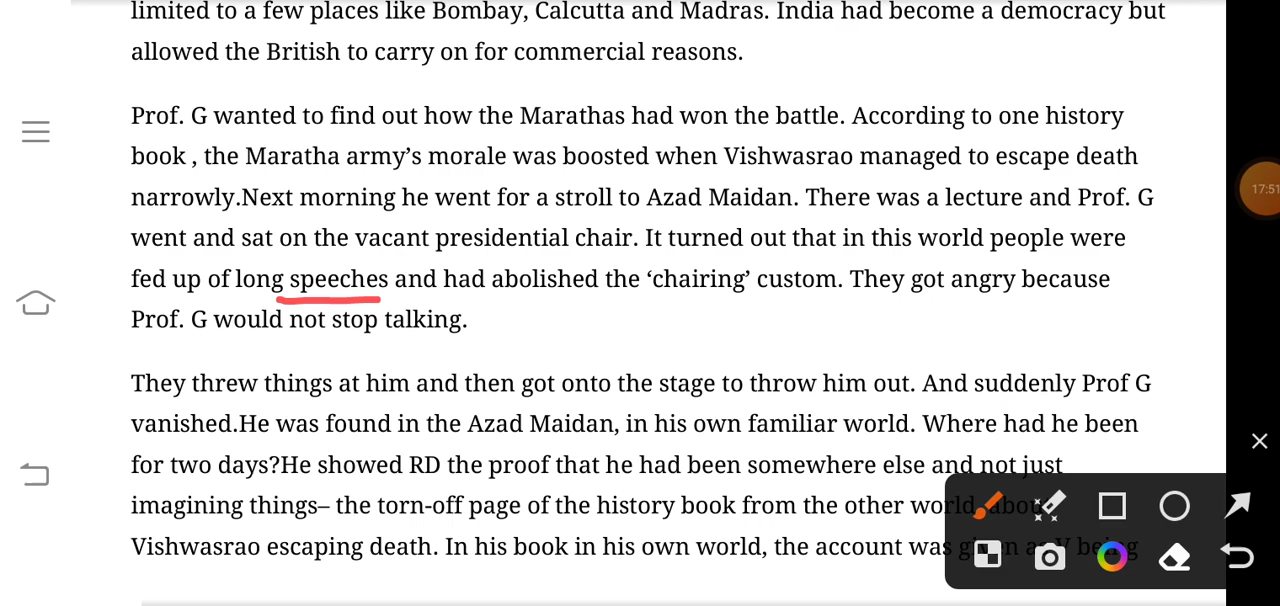 limited to a few places like Bombay, Calcutta and Madras. India had become a democracy but
allowed the British to carry on for commercial reasons.
Prof. G wanted to find out how the Marathas had won the battle. According to one history
book , the Maratha army’s morale was boosted when Vishwasrao managed to escape death
narrowly.Next morning he went for a stroll to Azad Maidan. There was a lecture and Prof. G
went and sat on the vacant presidential chair. It turned out that in this world people were
fed up of long speeches and had abolished the ‘chairing’ custom. They got angry because
Prof. G would not stop talking.
They threw things at him and then got onto the stage to throw him out. And suddenly Prof G
vanished.He was found in the Azad Maidan, in his own familiar world. Where had he been
for two days?He showed RD the proof that he had been somewhere else and not just
imagining things– the torn-off page of the history book from the other world, about
Vishwasrao escaping death. In his book in his own world, the account was given as V being
17:51